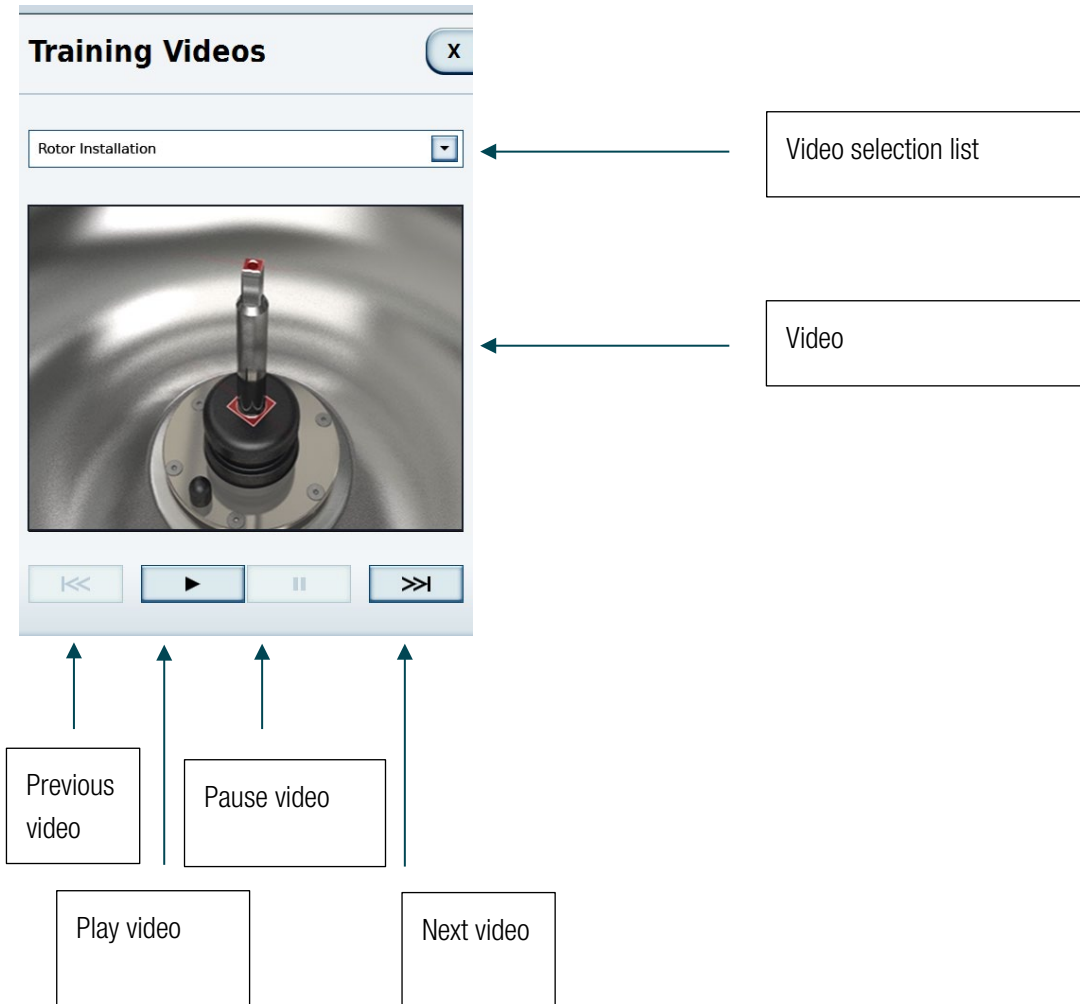 Training Videos
X
Rotor Installation
Video selection list
Video
Previous
video
Pause video
Play video
Next video